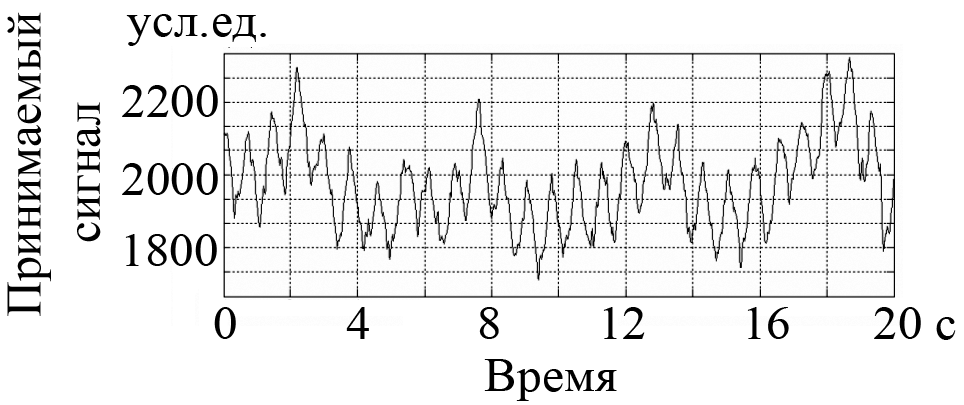 усл.ед.
Принимаемый
сигнал
2200
2000
1800
0 4 8 12 16 20 с
Время